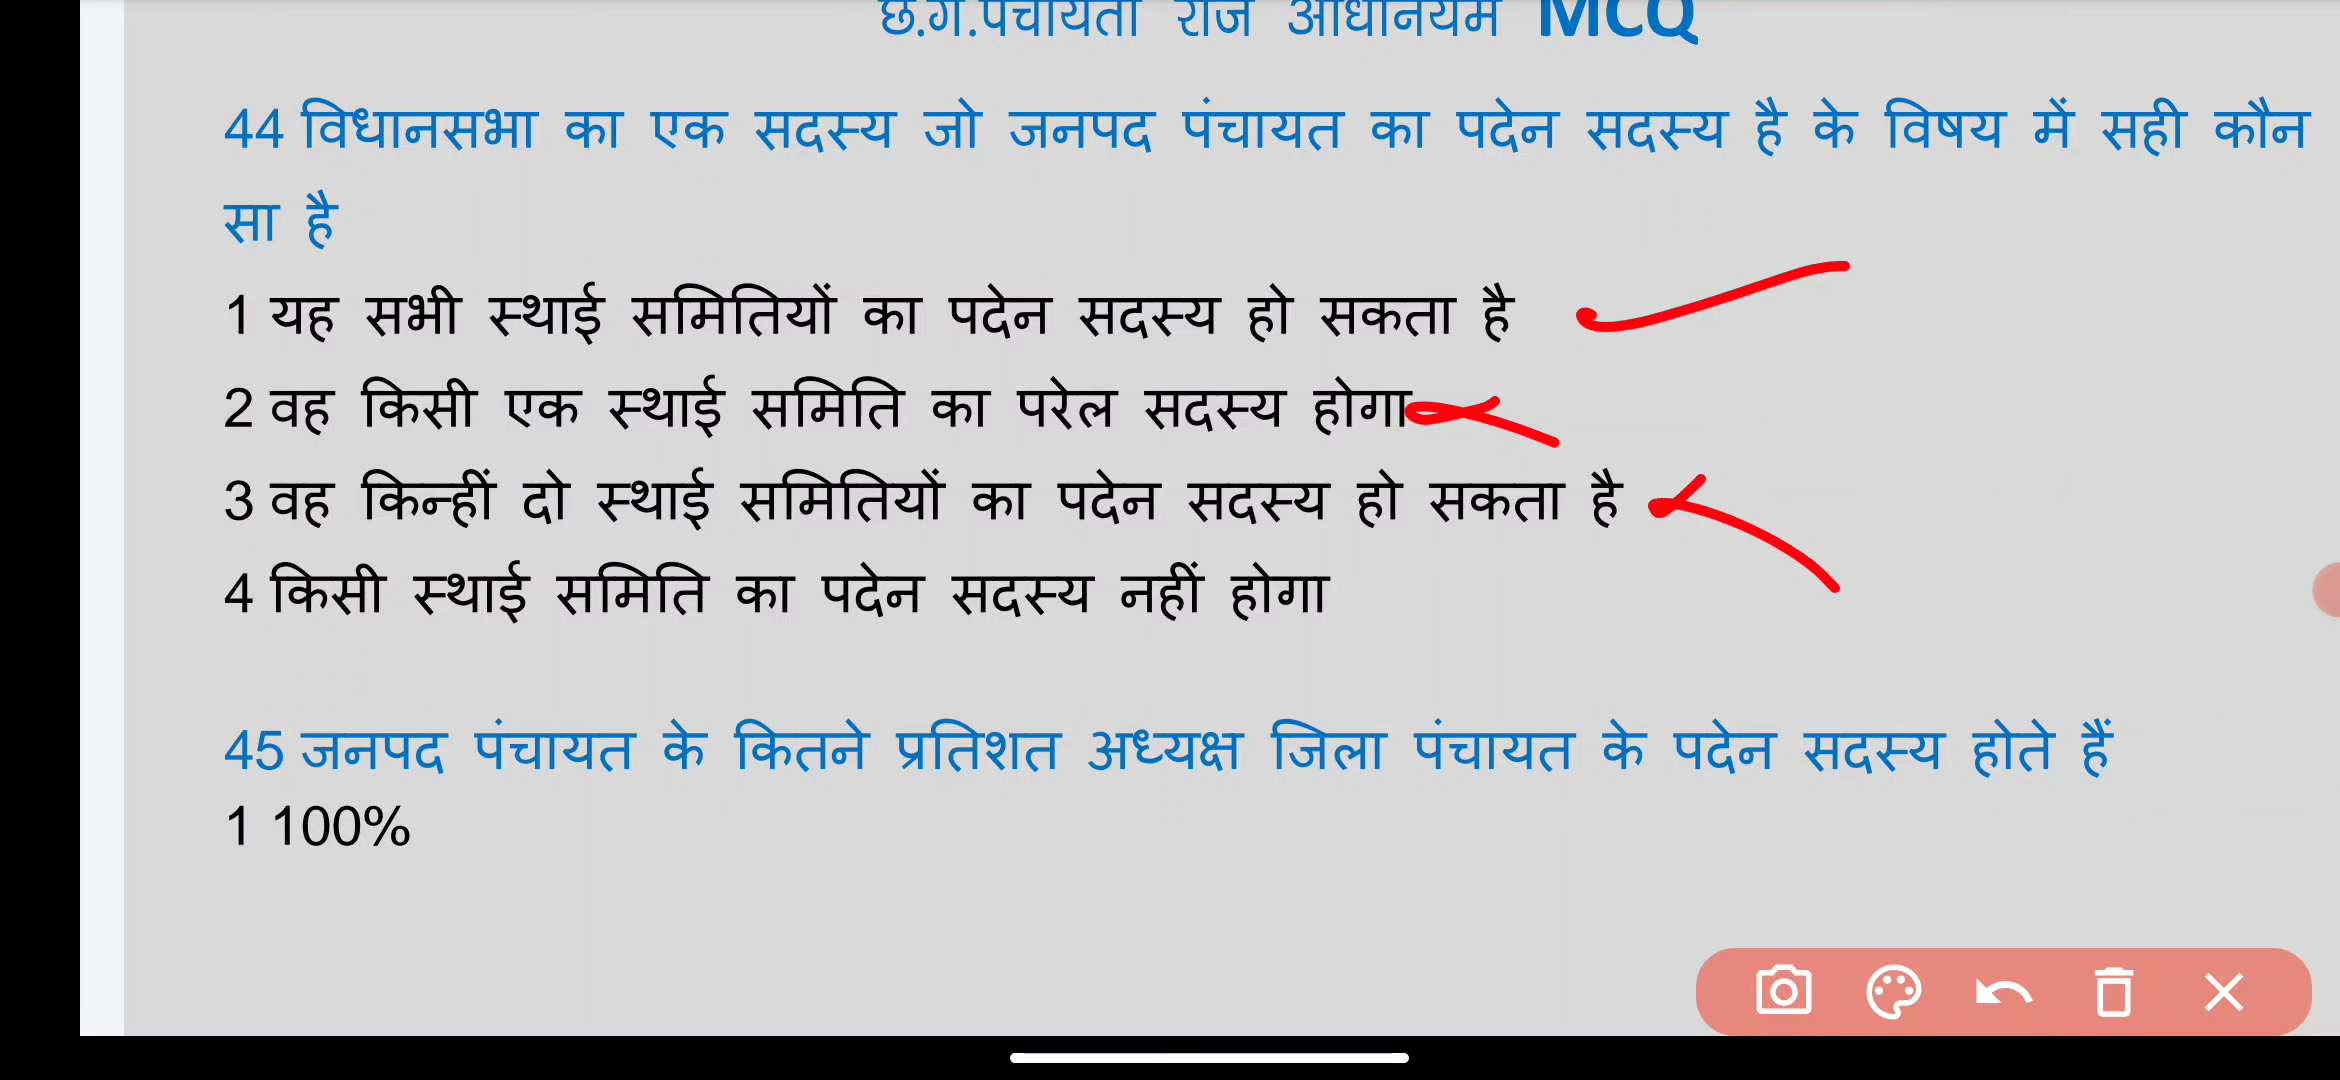 छ.ग.पंचायती राज अधिनियम MCQ
44 विधानसभा का एक सदस्य जो जनपद पंचायत का पदेन सदस्य है के विषय में सही कौन
सा है
1 यह सभी स्थाई समितियों का पदेन सदस्य हो सकता है
2 वह किसी एक स्थाई समिति का परेल सदस्य होगा
3 वह किन्हीं दो स्थाई समितियों का पदेन सदस्य हो सकता है
4 किसी स्थाई समिति का पदेन सदस्य नहीं होगा
45 जनपद पंचायत के कितने प्रतिशत अध्यक्ष जिला पंचायत के पदेन सदस्य होते हैं
1 100%